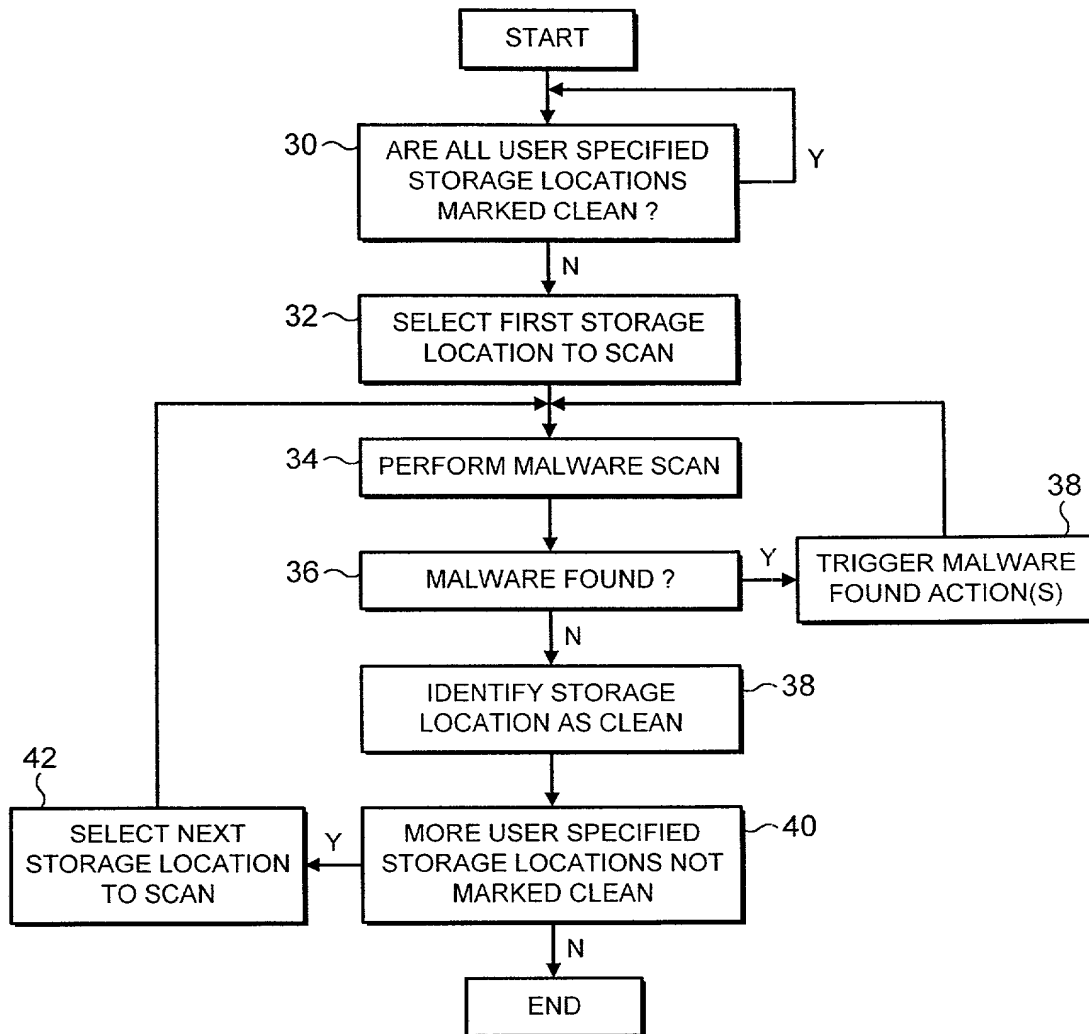 START
30
ARE ALL USER SPECIFIED
STORAGE LOCATIONS
MARKED CLEAN ?
Y
N
32
SELECT FIRST STORAGE
LOCATION TO SCAN
34
PERFORM MALWARE SCAN
38
36
MALWARE FOUND ?
Y
TRIGGER MALWARE
FOUND ACTION(S)
N
IDENTIFY STORAGE
LOCATION AS CLEAN
38
42
SELECT NEXT
STORAGE LOCATION
TO SCAN
Y
MORE USER SPECIFIED
STORAGE LOCATIONS NOT
MARKED CLEAN
40
N
END